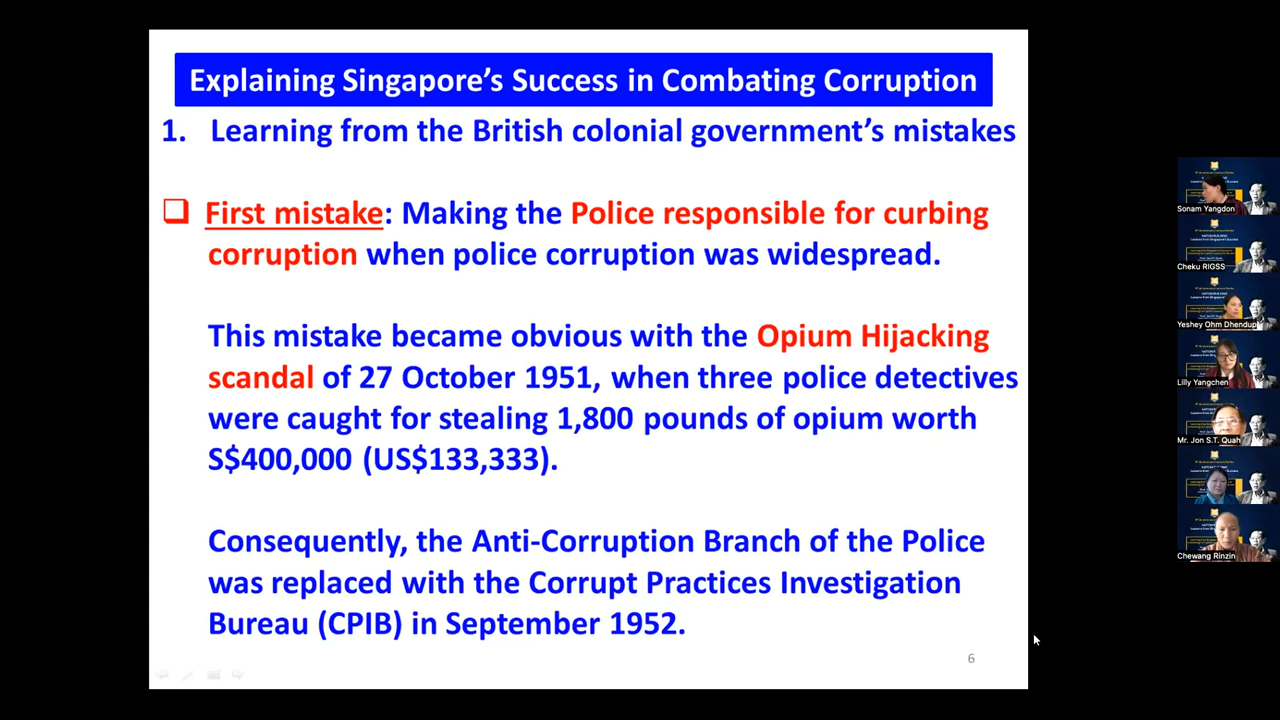 Explaining Singapore's Success in Combating Corruption
1. Learning from the British colonial government's mistakes
First mistake: Making the Police responsible for curbing
corruption when police corruption was widespread.
This mistake became obvious with the Opium Hijacking
scandal of 27 October 1951, when three police detectives
were caught for stealing 1,800 pounds of opium worth
S$400,000 (US$133,333).
Consequently, the Anti-Corruption Branch of the Police
was replaced with the Corrupt Practices Investigation
Bureau (CPIB) in September 1952.
6
Sonam Yangdon
Cheku RIGSS
Yeshey Ohm Dhendup
Lilly Yangchen
Mr. Jon S.T. Quah
Chewang Rinzin